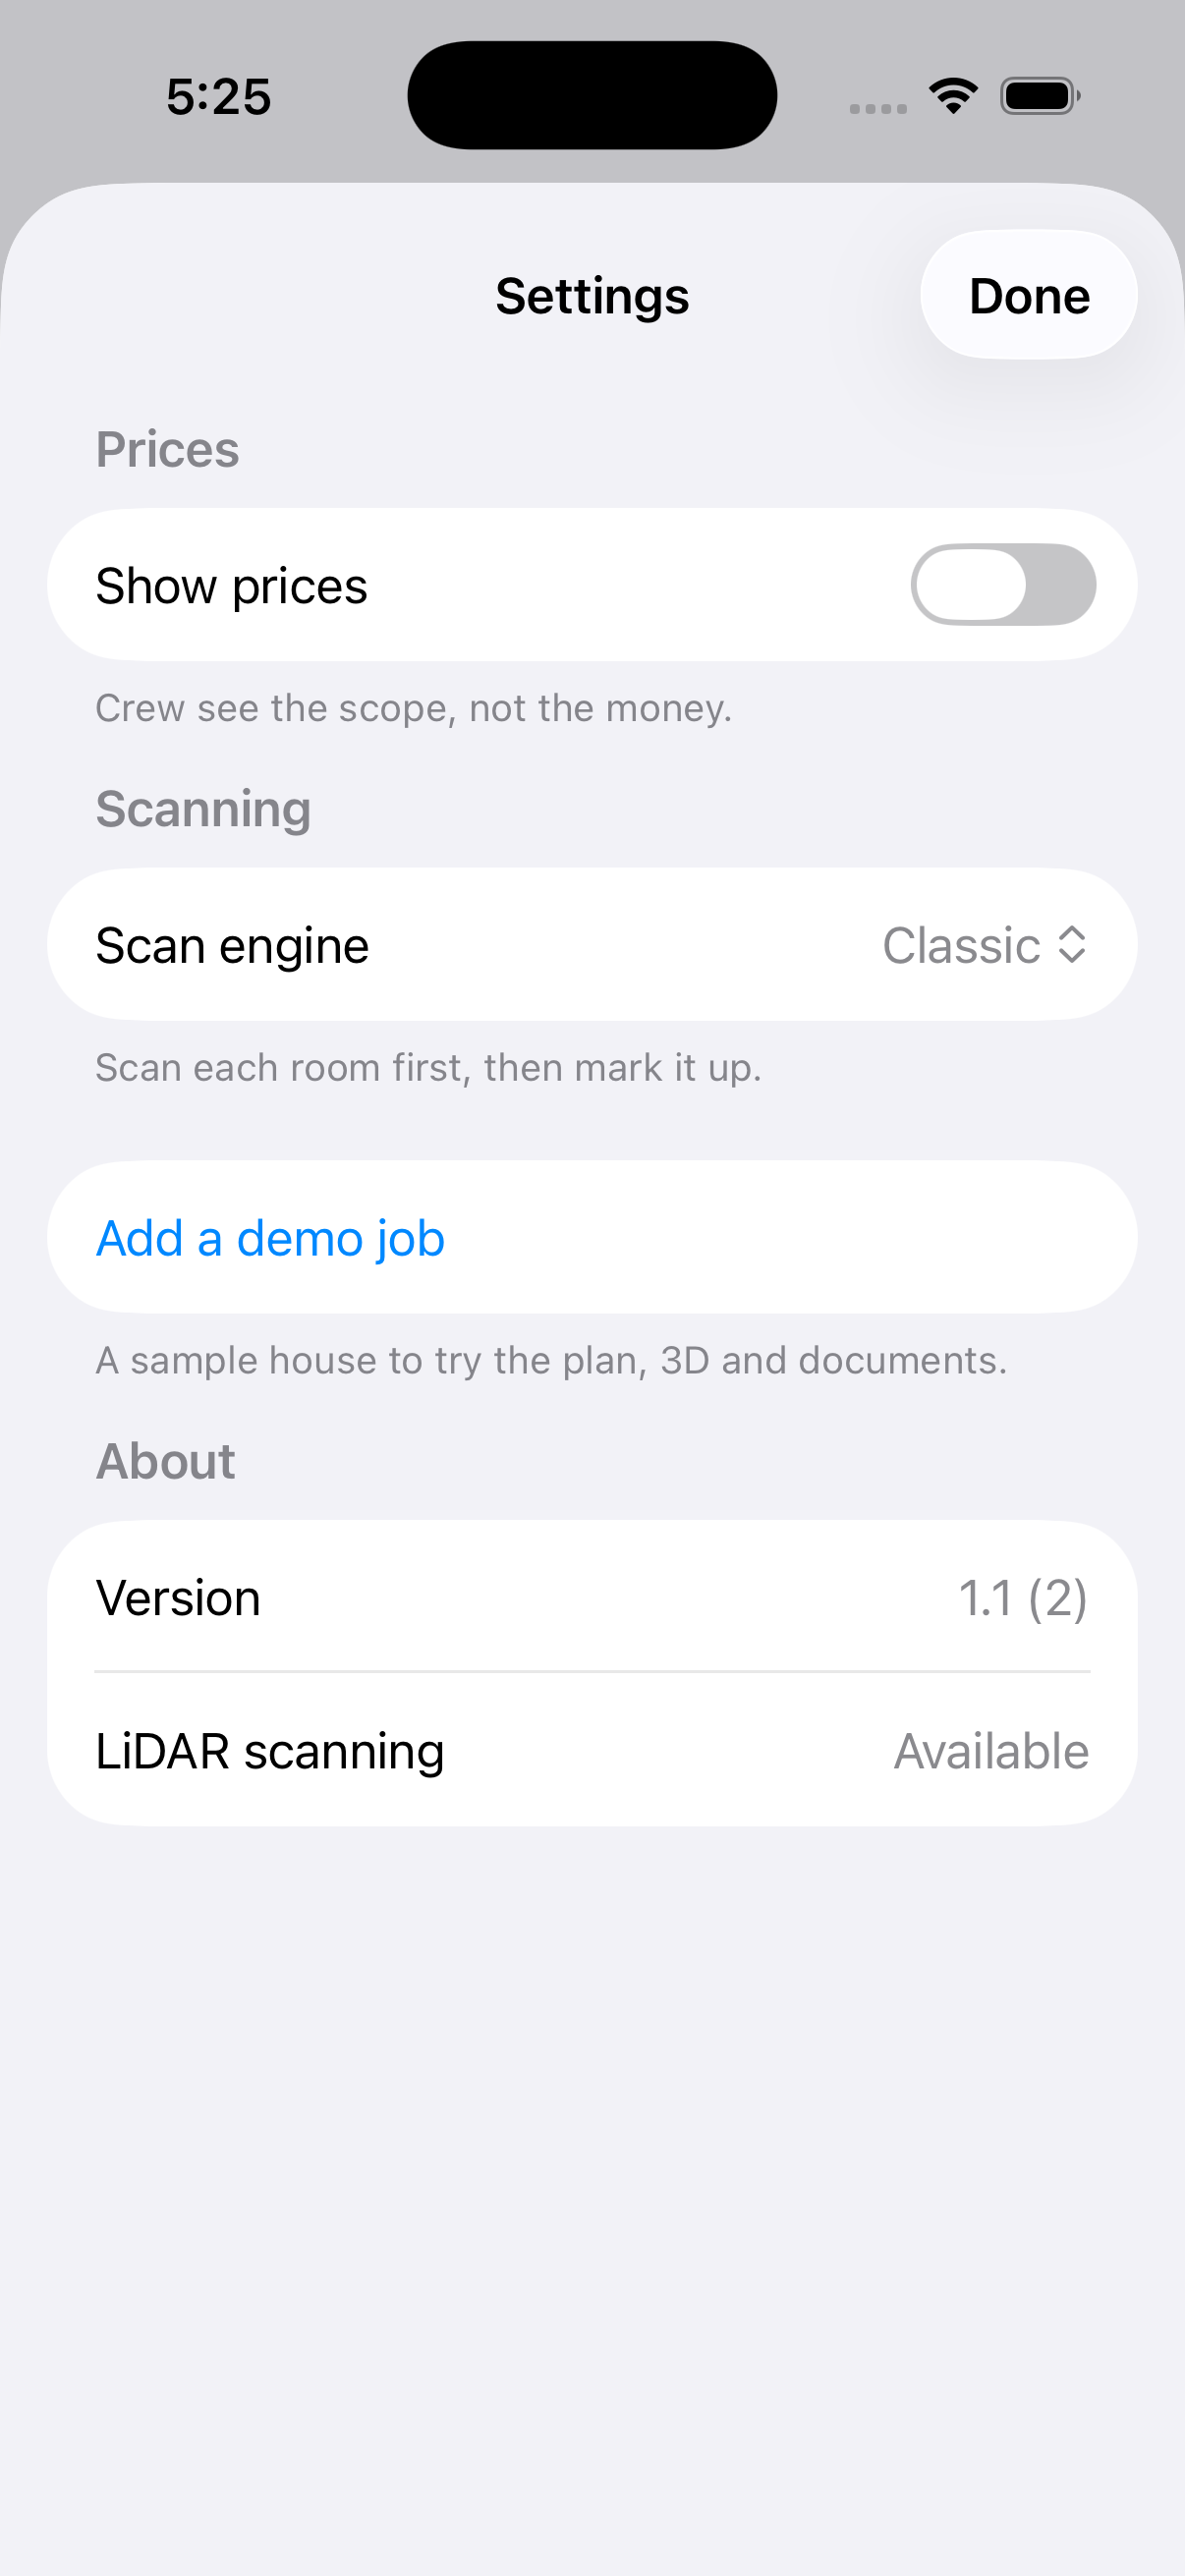 5:25
Settings
Done
Prices
Show prices
Crew see the scope, not the money.
Scanning
Scan engine
Classic
Scan each room first, then mark it up.
Add a demo job
A sample house to try the plan, 3D and documents.
About
Version
1.1 (2)
LiDAR scanning
Available